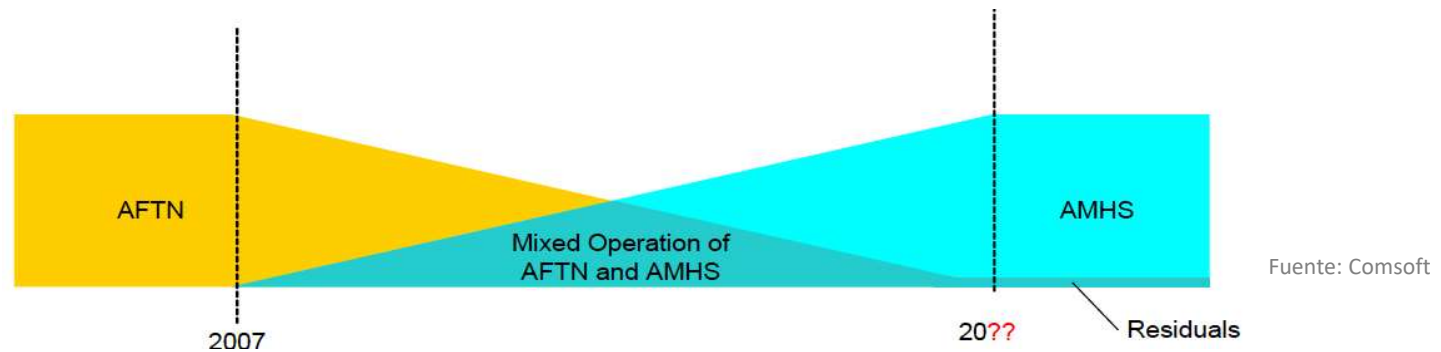 AFTN
AMHS
Mixed Operation of
AFTN and AMHS
Fuente: Comsoft
2007
20??
Residuals